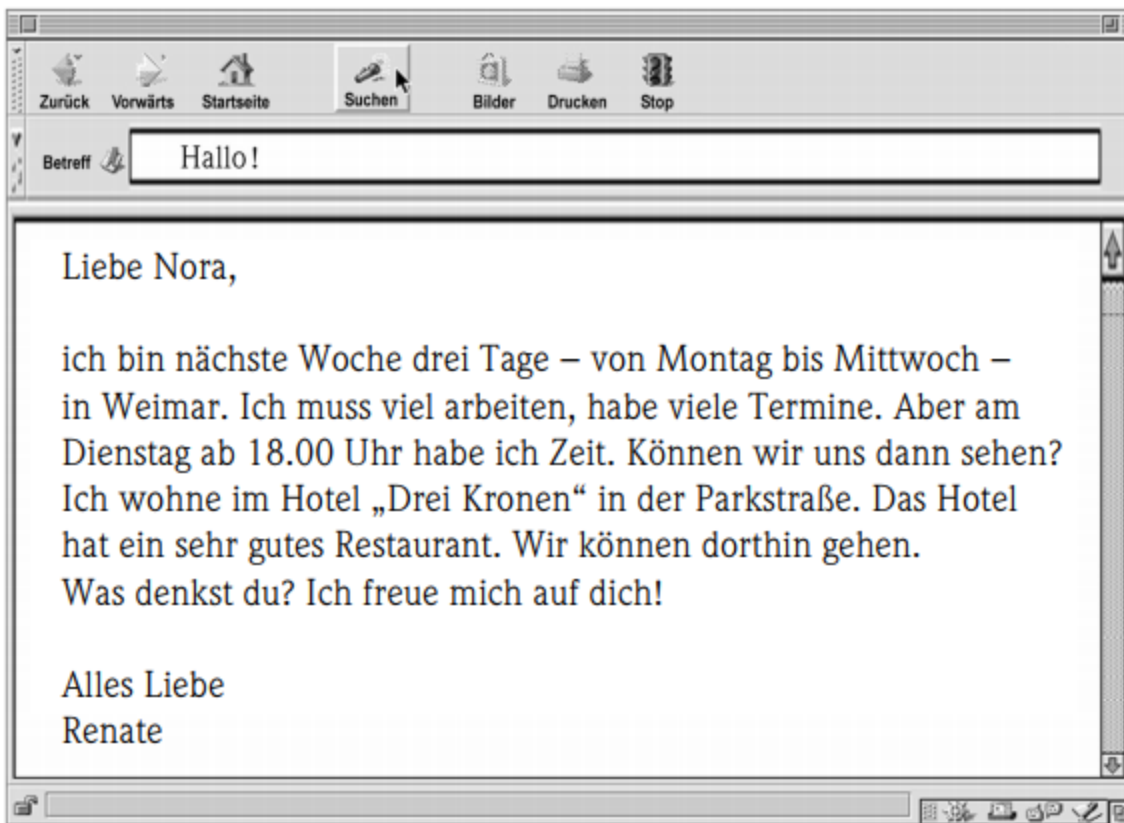 Zurück Vorwärts Startseite Suchen Bilder Drucken Stop
Betreff Hallo!
Liebe Nora,
ich bin nächste Woche drei Tage – von Montag bis Mittwoch –
in Weimar. Ich muss viel arbeiten, habe viele Termine. Aber am
Dienstag ab 18.00 Uhr habe ich Zeit. Können wir uns dann sehen?
Ich wohne im Hotel „Drei Kronen“ in der Parkstraße. Das Hotel
hat ein sehr gutes Restaurant. Wir können dorthin gehen.
Was denkst du? Ich freue mich auf dich!
Alles Liebe
Renate